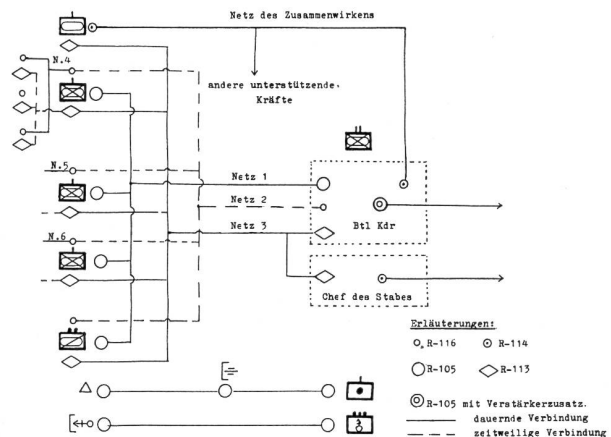 Netz des Zusammenwirkens
N.4
andere unterstützende.
Kräfte
N.5
Netz 1
Netz 2
Btl Kdr
Netz 3
N.6
Chef des Stabes
Erläuterungen:
R-116
R-114
R-105
R-113
R-105 mit Verstärkerzusatz.
dauernde Verbindung
zeitweilige Verbindung